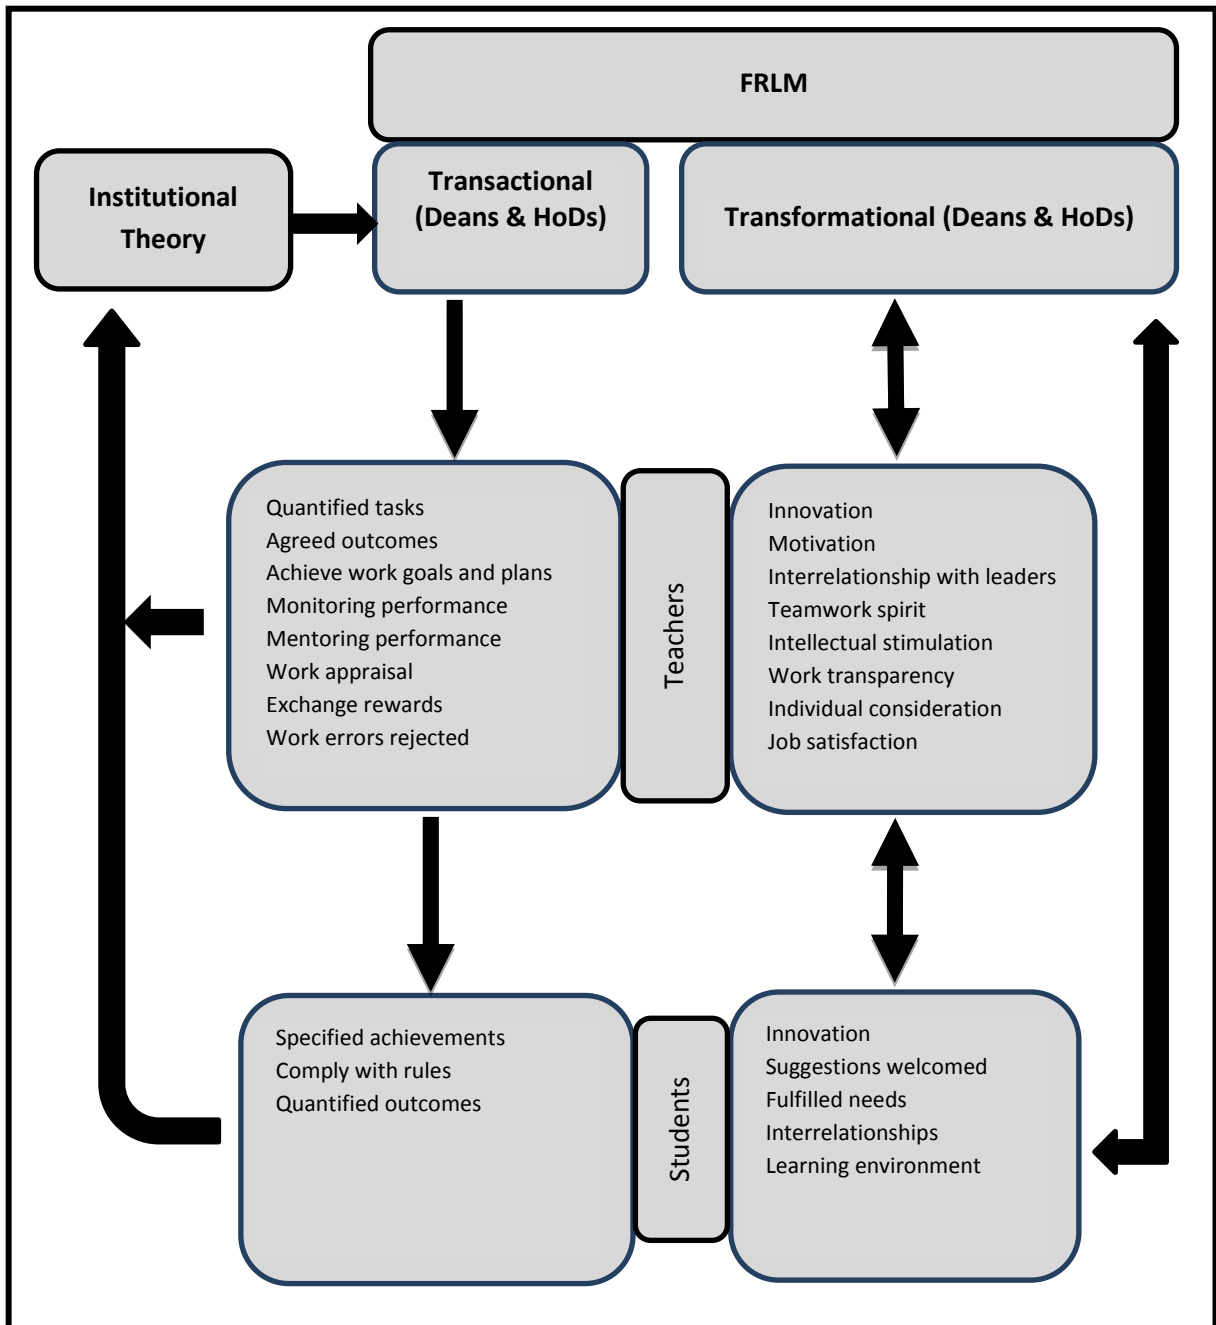 FRLM
Institutional
Theory
Transactional
(Deans & HoDs)
Transformational (Deans & HoDs)
Quantified tasks
Agreed outcomes
Achieve work goals and plans
Monitoring performance
Mentoring performance
Work appraisal
Exchange rewards
Work errors rejected
Teachers
Innovation
Motivation
Interrelationship with leaders
Teamwork spirit
Intellectual stimulation
Work transparency
Individual consideration
Job satisfaction
Specified achievements
Comply with rules
Quantified outcomes
Students
Innovation
Suggestions welcomed
Fulfilled needs
Interrelationships
Learning environment